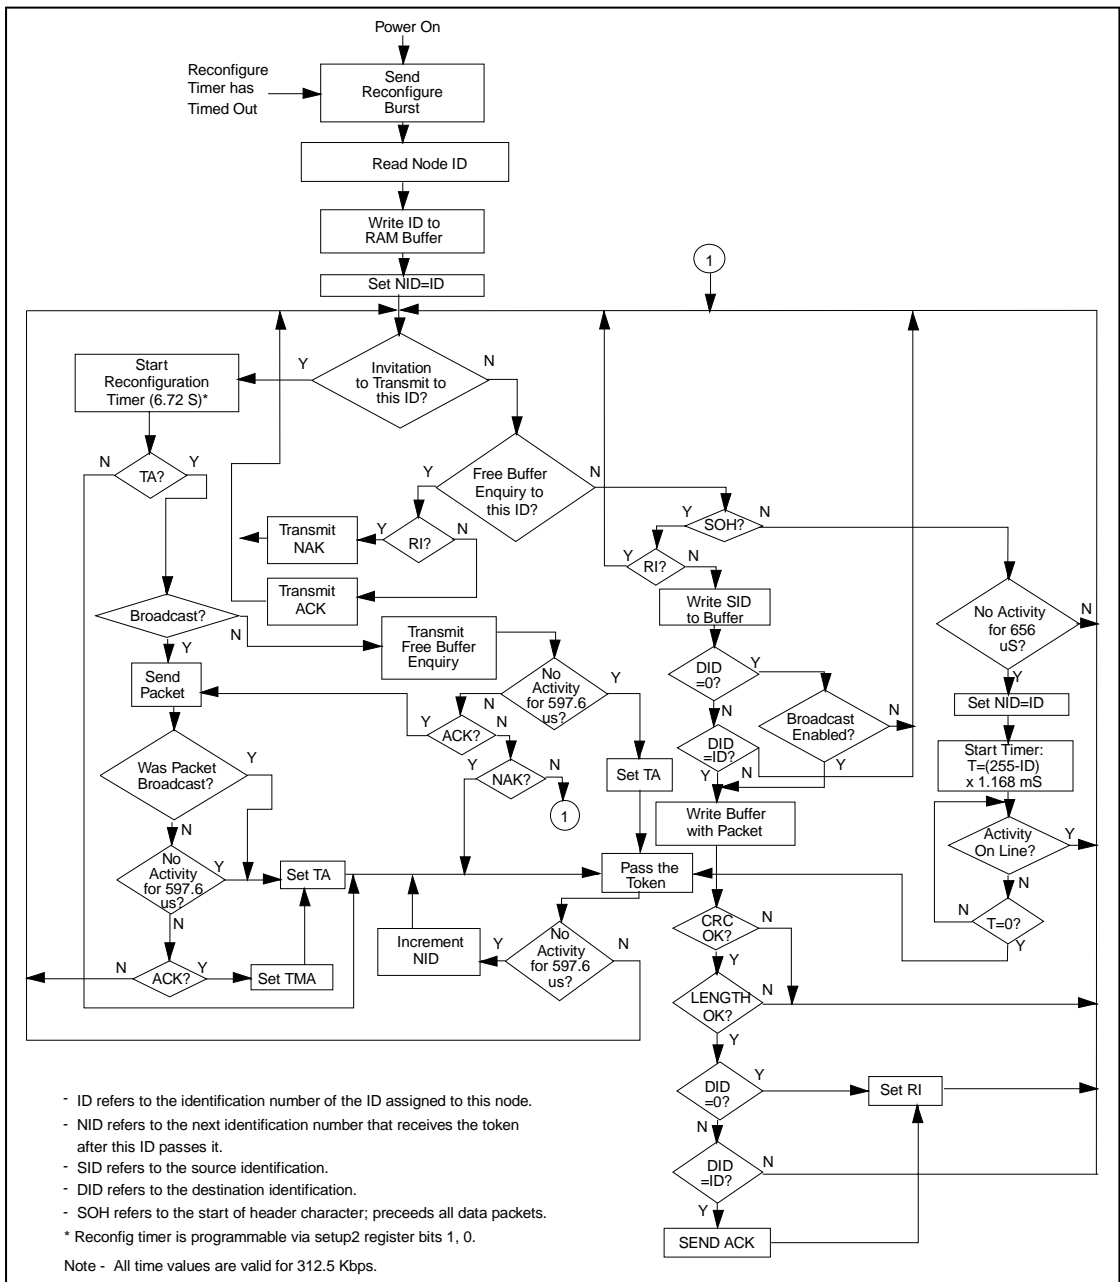 Power On
Reconfigure
Timer has
Timed Out
Send
Reconfigure
Burst
Read Node ID
Write ID to
RAM Buffer
1
Set NID=ID
Start
Reconfiguration
Timer (6.72 S)*
Y
Invitation
to Transmit to
this ID?
N
N
TA?
Y
Y
Free Buffer
Enquiry to
this ID?
N
Transmit
NAK
Y
RI?
N
Y
SOH?
N
Y
RI?
N
Transmit
ACK
Write SID
to Buffer
Broadcast?
N
Y
Transmit
Free Buffer
Enquiry
No Activity
for 656
uS?
N
Y
Send
Packet
No
Activity
for 597.6
us?
N
Y
DID
=0?
Y
N
Broadcast
Enabled?
N
Y
Set NID=ID
Y
ACK?
N
DID
=ID?
Y
N
Start Timer:
T=(255-ID)
x 1.168 mS
Was Packet
Broadcast?
Y
N
Y
NAK?
N
1
Set TA
Write Buffer
with Packet
Activity
On Line?
Y
N
No
Activity
for 597.6
us?
Y
N
Set TA
Pass the
Token
N
T=0?
Y
CRC
OK?
N
Y
Increment
NID
Y
No
Activity
for 597.6
us?
N
N
ACK?
Y
Set TMA
LENGTH
OK?
N
Y
DID
=0?
Y
N
Set RI
DID
=ID?
N
Y
SEND ACK
- ID refers to the identification number of the ID assigned to this node.
- NID refers to the next identification number that receives the token
after this ID passes it.
- SID refers to the source identification.
- DID refers to the destination identification.
- SOH refers to the start of header character; preceeds all data packets.
* Reconfig timer is programmable via setup2 register bits 1, 0.
Note - All time values are valid for 312.5 Kbps.